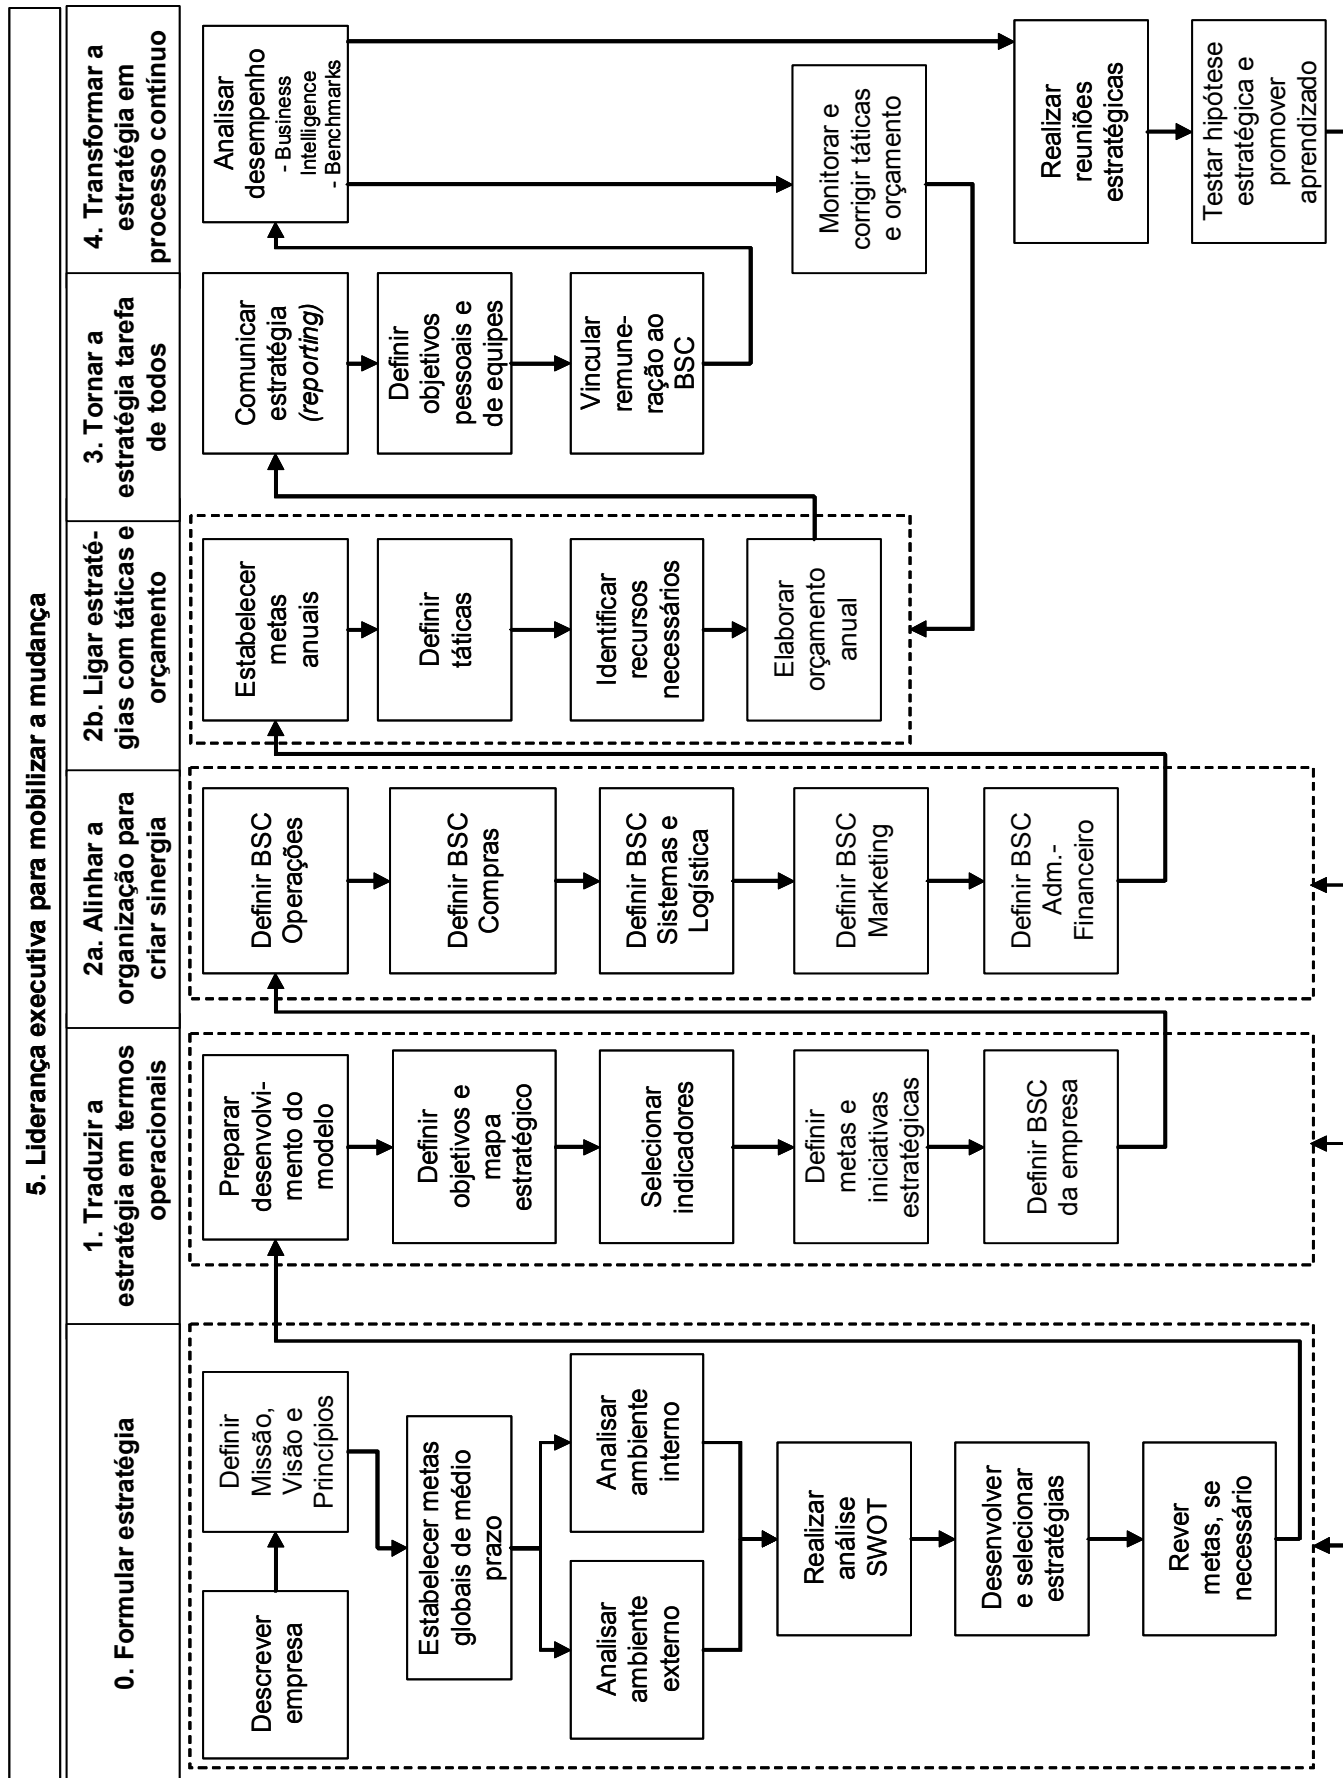 5. Liderança executiva para mobilizar a mudança
0. Formular estratégia
1. Traduzir a
estratégia em termos
operacionais
2a. Alinhar a
organização para
criar sinergia
2b. Ligar estraté-
gias com táticas e
orçamento
3. Tornar a
estratégia tarefa
de todos
4. Transformar a
estratégia em
processo contínuo
Descrever
empresa
Definir
Missão,
Visão e
Princípios
Estabelecer metas
globais de médio
prazo
Analisar
ambiente
externo
Analisar
ambiente
interno
Realizar
análise
SWOT
Desenvolver
e selecionar
estratégias
Rever
metas, se
necessário
Preparar
desenvolvi-
mento do
modelo
Definir
objetivos e
mapa
estratégico
Selecionar
indicadores
Definir
metas e
iniciativas
estratégicas
Definir BSC
da empresa
Definir BSC
Operações
Definir BSC
Compras
Definir BSC
Sistemas e
Logística
Definir BSC
Marketing
Definir BSC
Adm.-
Financeiro
Estabelecer
metas
anuais
Definir
táticas
Identificar
recursos
necessários
Elaborar
orçamento
anual
Comunicar
estratégia
(reporting)
Definir
objetivos
pessoais e
de equipes
Vincular
remune-
ração ao
BSC
Analisar
desempenho
- Business
Intelligence
- Benchmarks
Monitorar e
corrigir táticas
e orçamento
Realizar
reuniões
estratégicas
Testar hipótese
estratégica e
promover
aprendizado